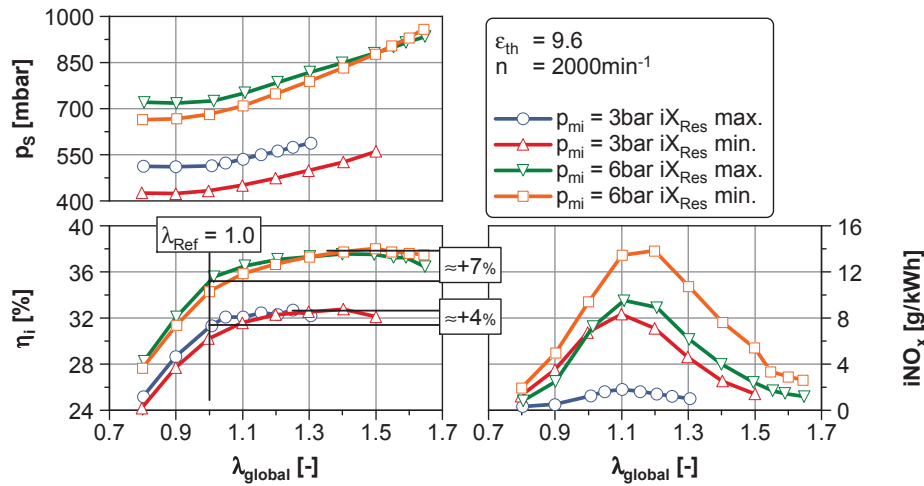 1000
850
700
550
400
p_S [mbar]
ε_th = 9.6
n = 2000min⁻¹
p_mi = 3bar iX_Res max.
p_mi = 3bar iX_Res min.
p_mi = 6bar iX_Res max.
p_mi = 6bar iX_Res min.
40
36
32
28
24
η_i [%]
λ_Ref = 1.0
≈+7%
≈+4%
0.7 0.9 1.1 1.3 1.5 1.7
λ_global [-]
16
12
8
4
0
iNO_x [g/kWh]
0.7 0.9 1.1 1.3 1.5 1.7
λ_global [-]